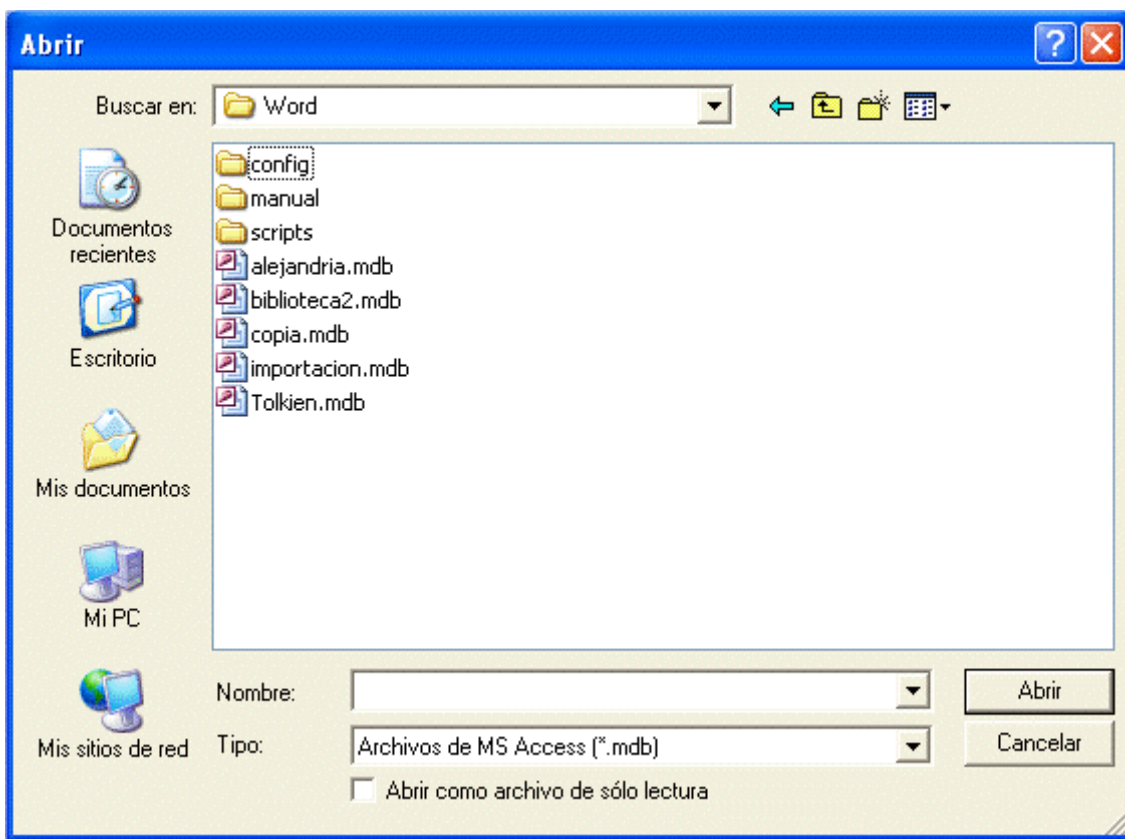 Abrir
Buscar en: Word
Documentos
recientes
Escritorio
Mis documentos
Mi PC
Mis sitios de red
config
manual
scripts
alejandria.mdb
biblioteca2.mdb
copia.mdb
importacion.mdb
Tolkien.mdb
Nombre:
Abrir
Tipo: Archivos de MS Access (*.mdb)
Cancelar
Abrir como archivo de sólo lectura